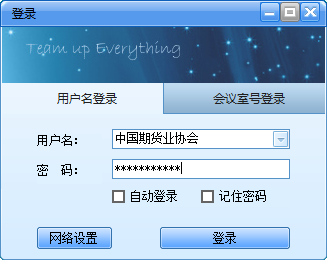 登录
Team up Everything
用户名登录 会议室号登录
用户名： 中国期货业协会
密 码： ***********
自动登录 记住密码
网络设置 登录